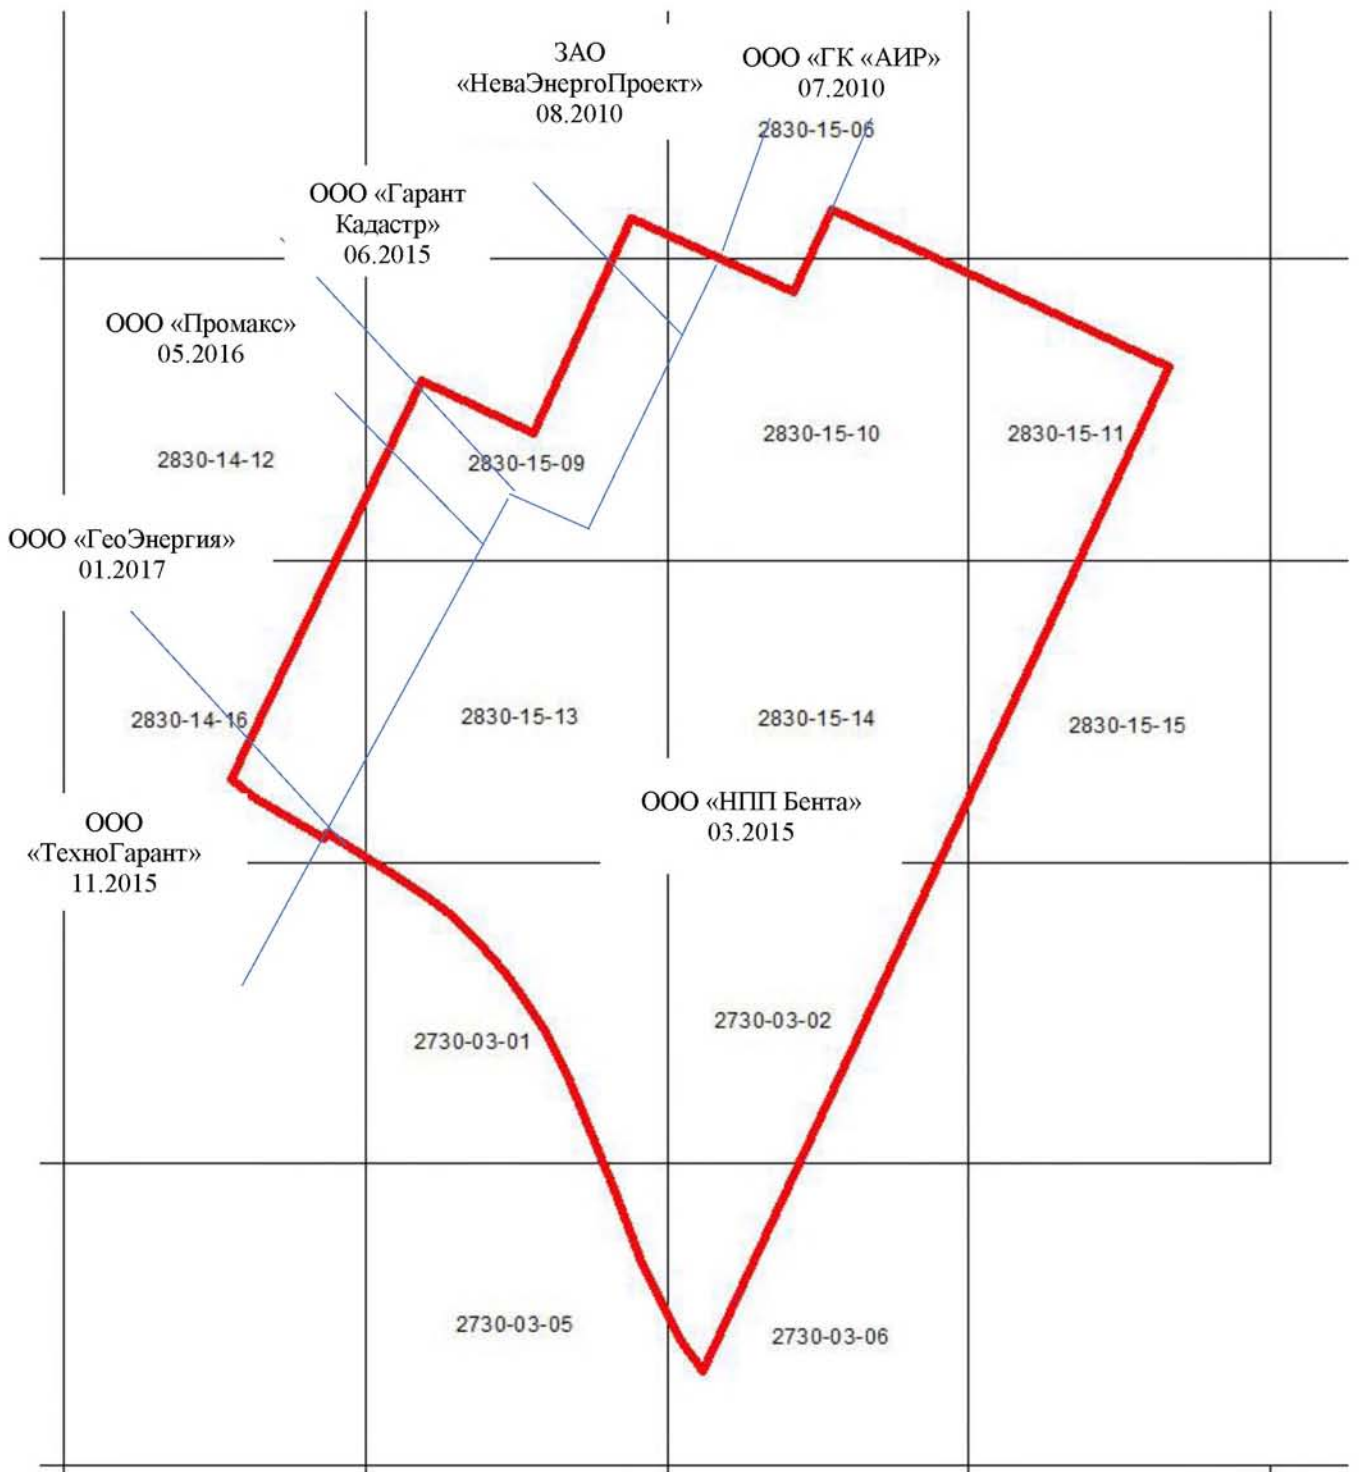 ЗАО
«НеваЭнергоПроект»
08.2010
ООО «ГК «АИР»
07.2010
2830-15-06
ООО «Гарант
Кадастр»
06.2015
ООО «Промакс»
05.2016
2830-14-12
2830-15-09
2830-15-10
2830-15-11
ООО «ГеоЭнергия»
01.2017
2830-14-16
2830-15-13
2830-15-14
2830-15-15
ООО «НПП Бента»
03.2015
ООО
«ТехноГарант»
11.2015
2730-03-01
2730-03-02
2730-03-05
2730-03-06